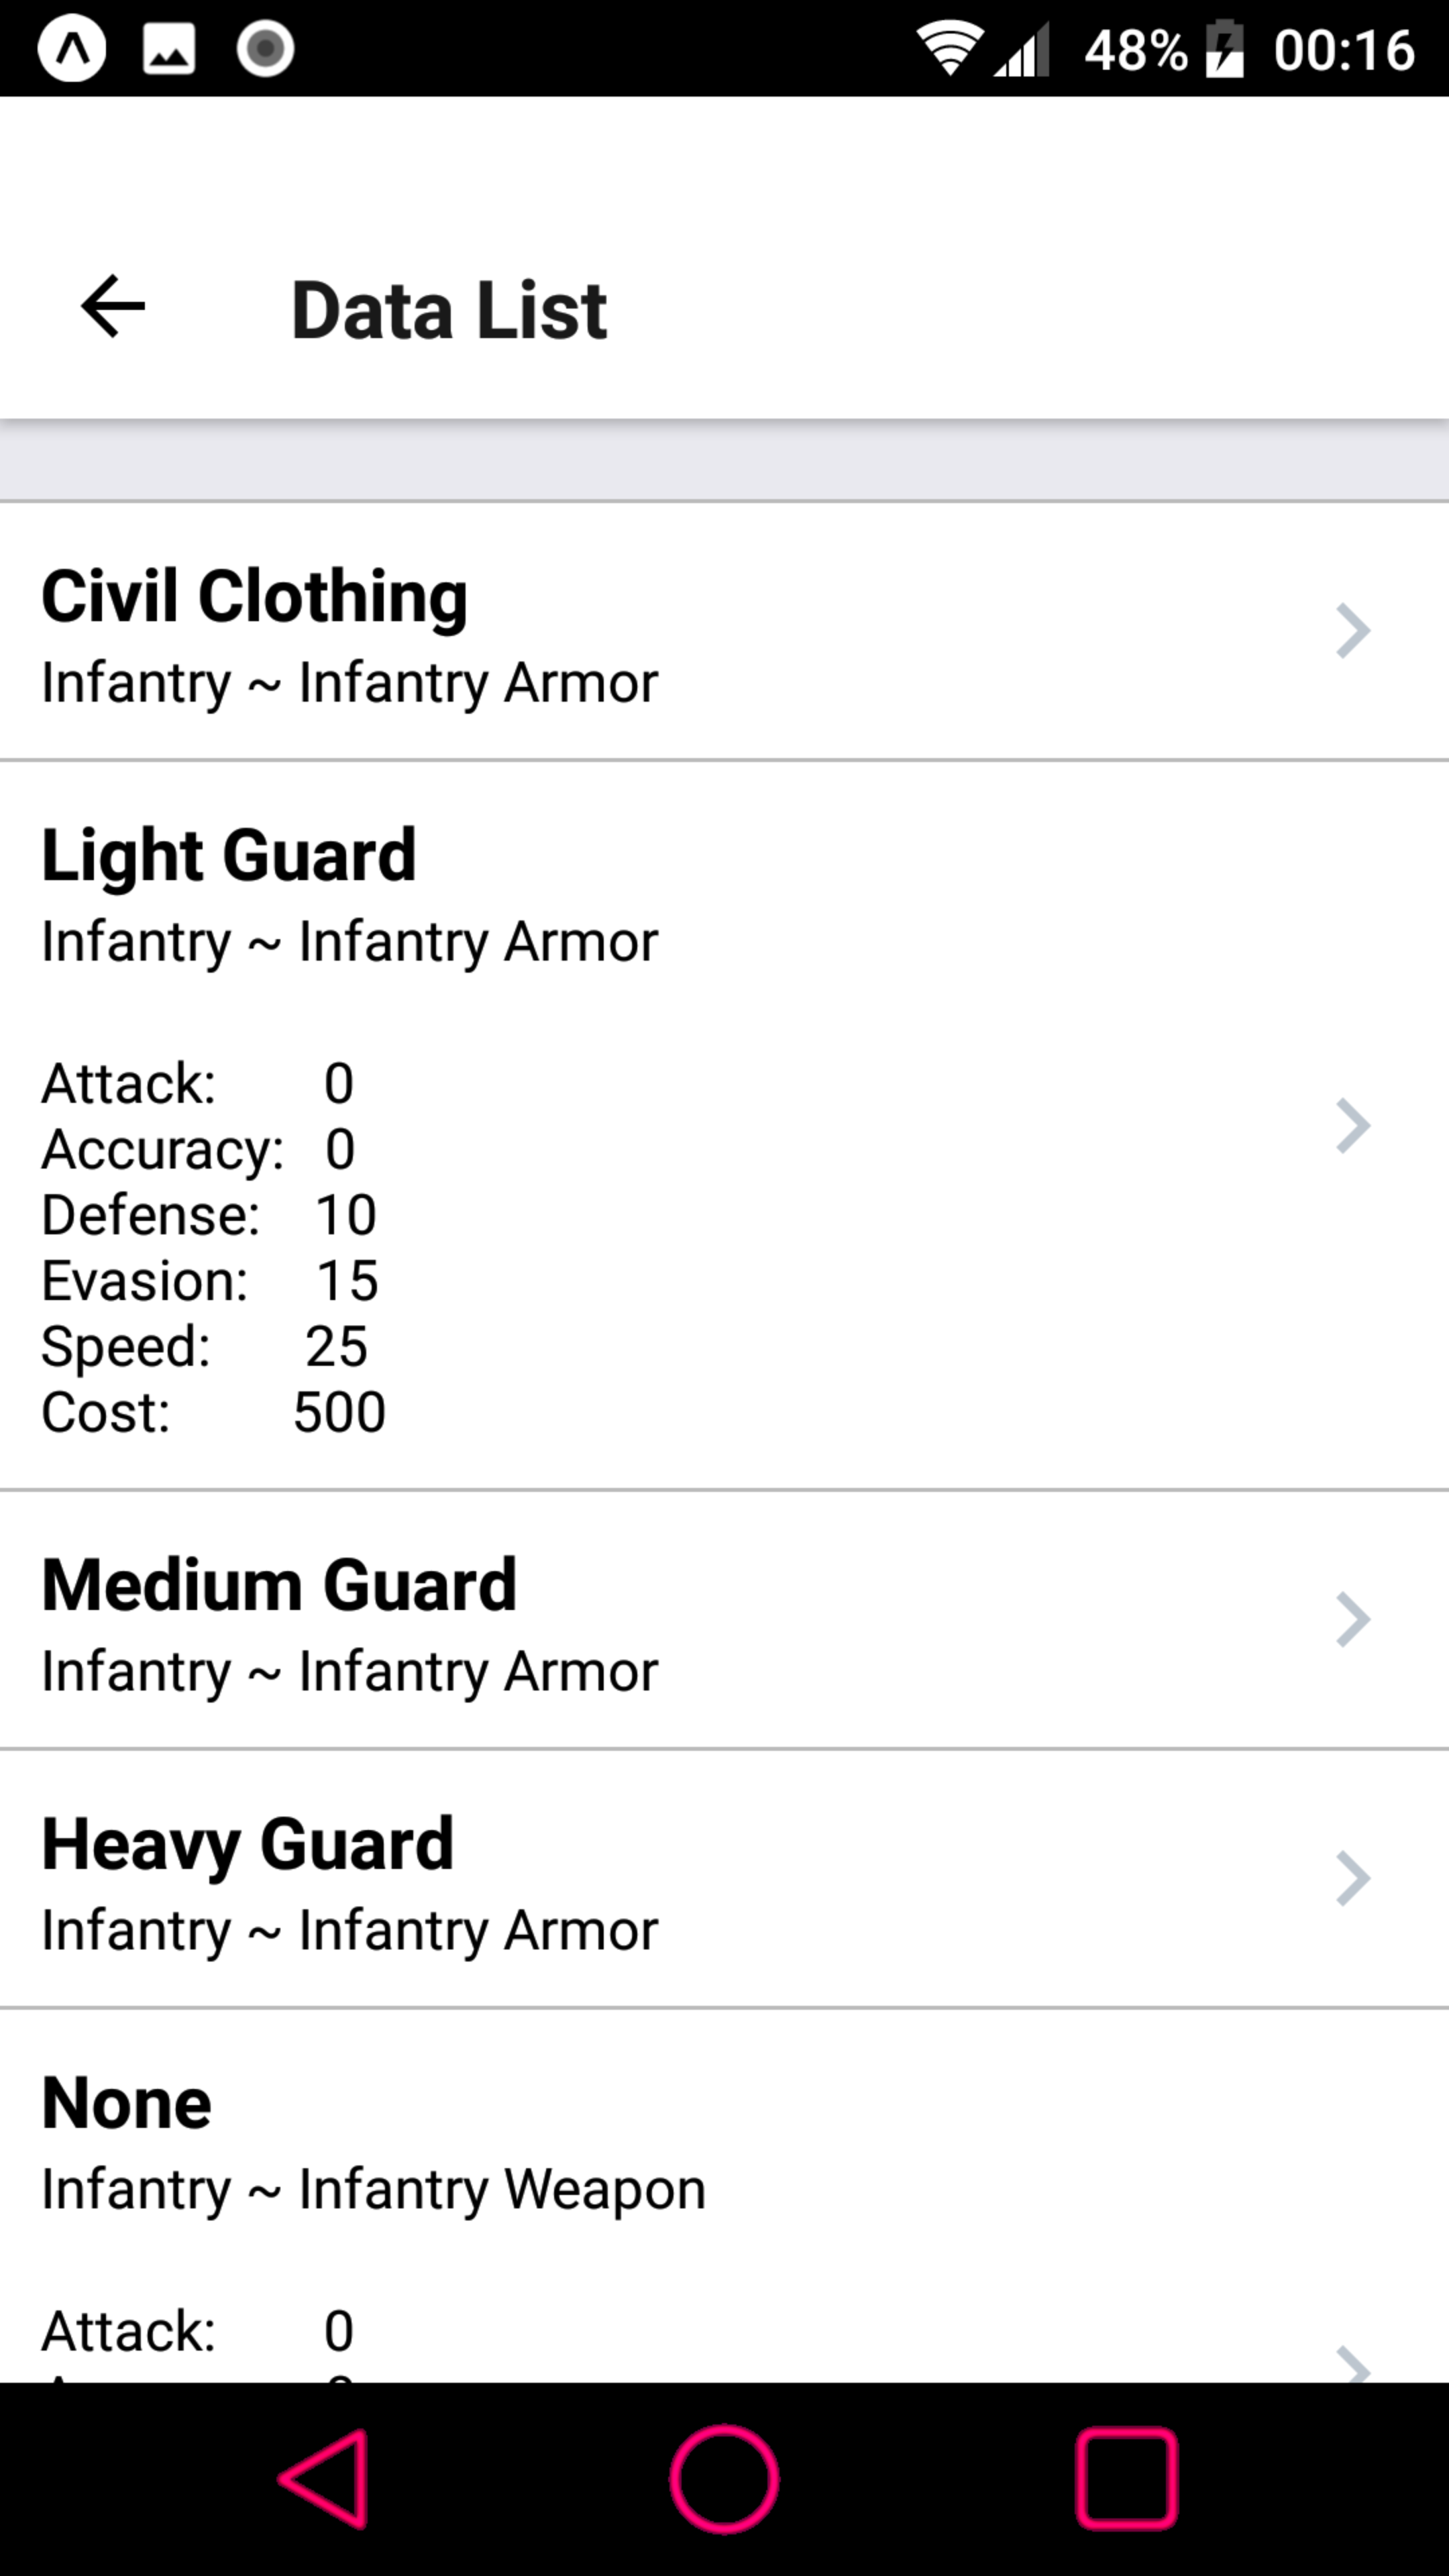 48% 00:16
Data List
Civil Clothing
Infantry ~ Infantry Armor
Light Guard
Infantry ~ Infantry Armor
Attack: 0
Accuracy: 0
Defense: 10
Evasion: 15
Speed: 25
Cost: 500
Medium Guard
Infantry ~ Infantry Armor
Heavy Guard
Infantry ~ Infantry Armor
None
Infantry ~ Infantry Weapon
Attack: 0